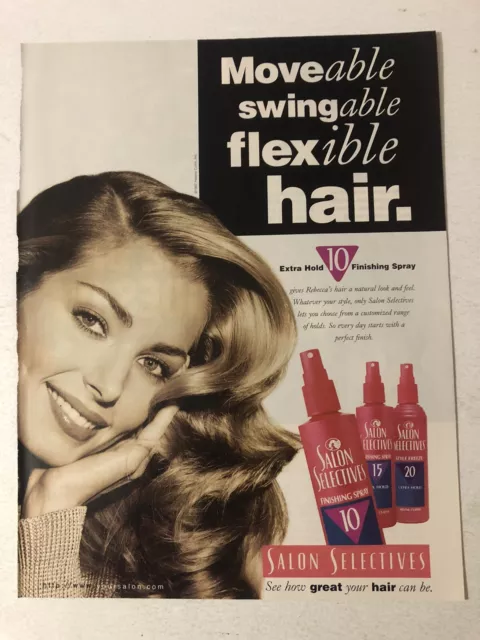 Moveable
swingable
flexible
hair.
Extra Hold 10 Finishing Spray
gives Rebecca's hair a natural look and feel.
Whatever your style, only Salon Selectives
lets you choose from a customized range
of holds. So every day starts with a
perfect finish.
SALON
SELECTIVES
FINISHING SPRAY
10
SALON
SELECTIVES
15
SALON
SELECTIVES
STYLE FREEZE
20
SALON SELECTIVES
See how great your hair can be.